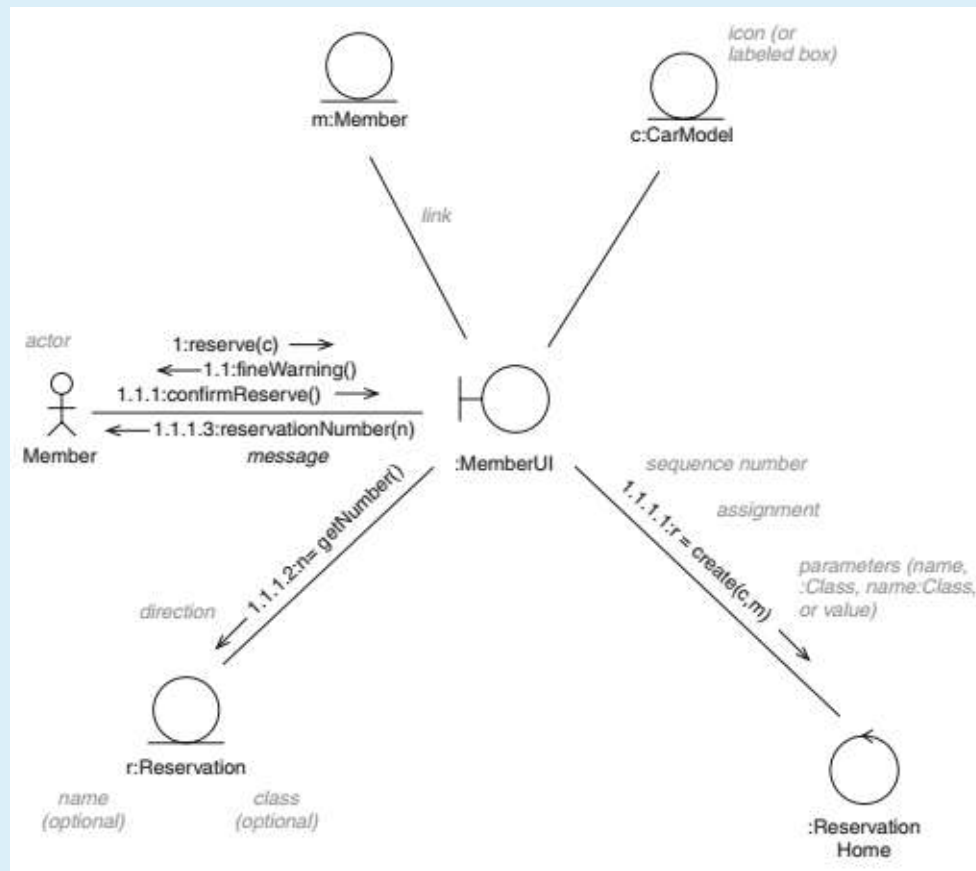 icon (or
labeled box)
m:Member
c:CarModel
link
actor
1:reserve(c)
1.1:fineWarning()
1.1.1:confirmReserve()
1.1.1.3:reservationNumber(n)
Member
message
:MemberUI
sequence number
1.1.1.1:r = create(c,m)
assignment
1.1.1.2:n= getNumber()
parameters (name,
:Class, name:Class,
or value)
direction
r:Reservation
name
(optional)
class
(optional)
:Reservation
Home